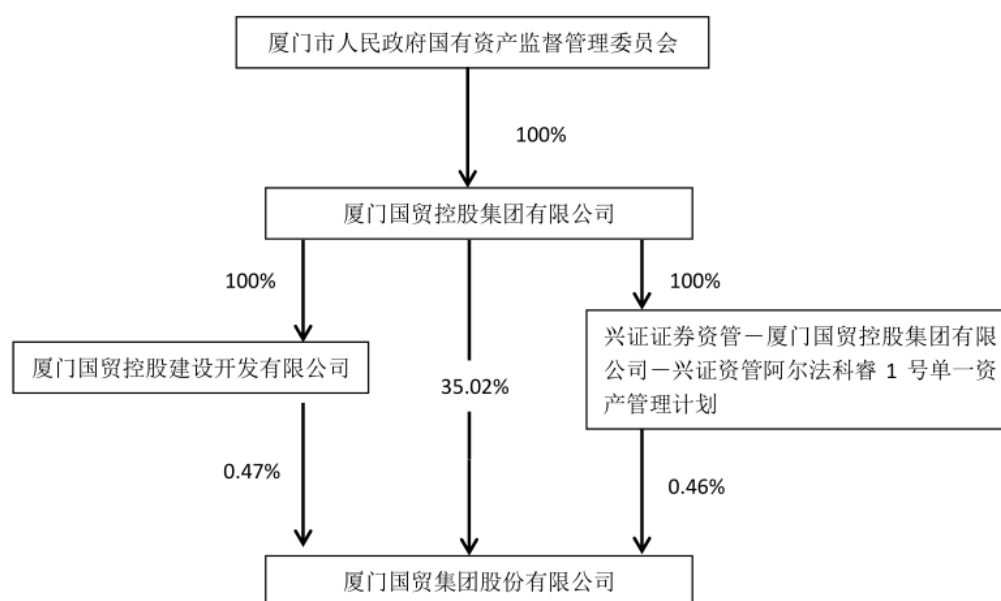 厦门市人民政府国有资产监督管理委员会
100%
厦门国贸控股集团有限公司
100%
100%
兴证证券资管－厦门国贸控股集团有限
公司－兴证资管阿尔法科睿 1 号单一资
产管理计划
厦门国贸控股建设开发有限公司
35.02%
0.47%
0.46%
厦门国贸集团股份有限公司